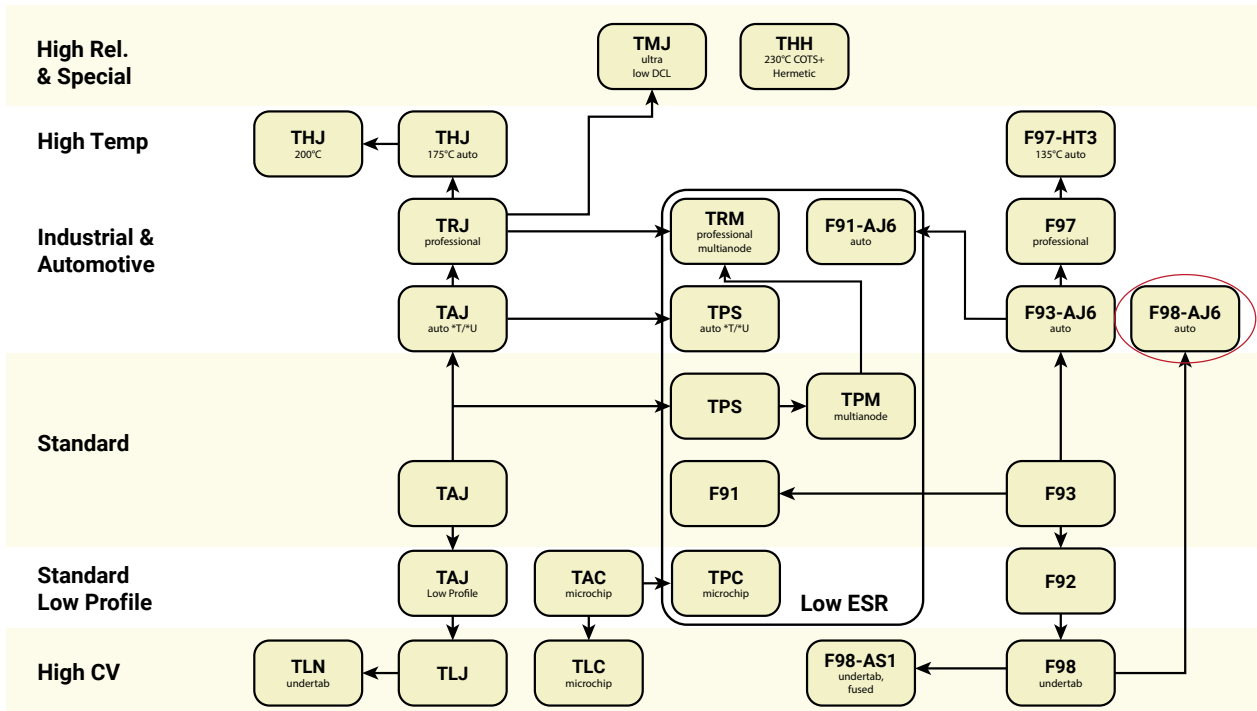 High Rel.
& Special
TMJ
ultra
low DCL
THH
230°C COTS+
Hermetic
High Temp
THJ
200°C
THJ
175°C auto
F97-HT3
135°C auto
Industrial &
Automotive
TRJ
professional
TRM
professional
multianode
F91-AJ6
auto
F97
professional
TAJ
auto *T/*U
TPS
auto *T/*U
F93-AJ6
auto
F98-AJ6
auto
Standard
TPS
TPM
multianode
TAJ
F91
F93
Standard
Low Profile
TAJ
Low Profile
TAC
microchip
TPC
microchip
Low ESR
F92
High CV
TLN
undertab
TLJ
TLC
microchip
F98-AS1
undertab,
fused
F98
undertab